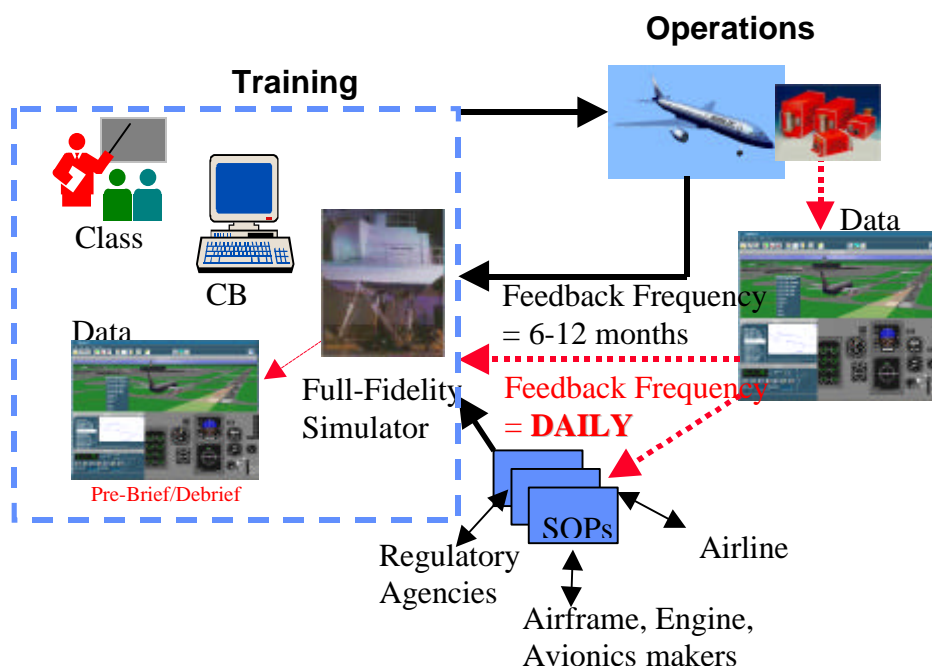 Operations
Training
Class
CB
Data
Full-Fidelity
Simulator
Pre-Brief/Debrief
Data
Feedback Frequency
= 6-12 months
Feedback Frequency
= DAILY
SOPs
Regulatory
Agencies
Airline
Airframe, Engine,
Avionics makers